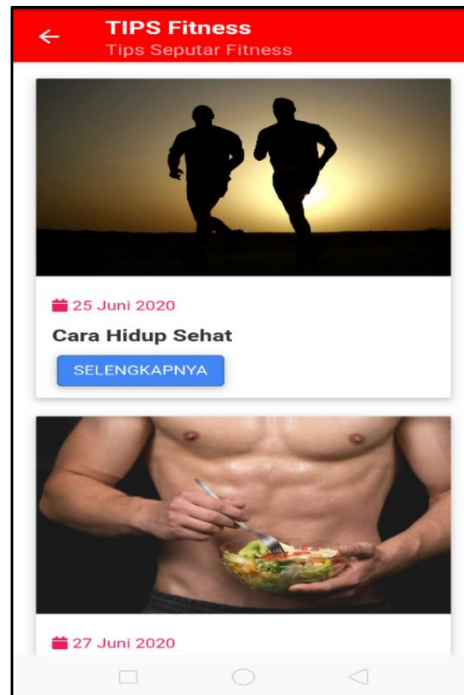 TIPS Fitness
Tips Seputar Fitness
25 Juni 2020
Cara Hidup Sehat
SELENGKAPNYA
27 Juni 2020